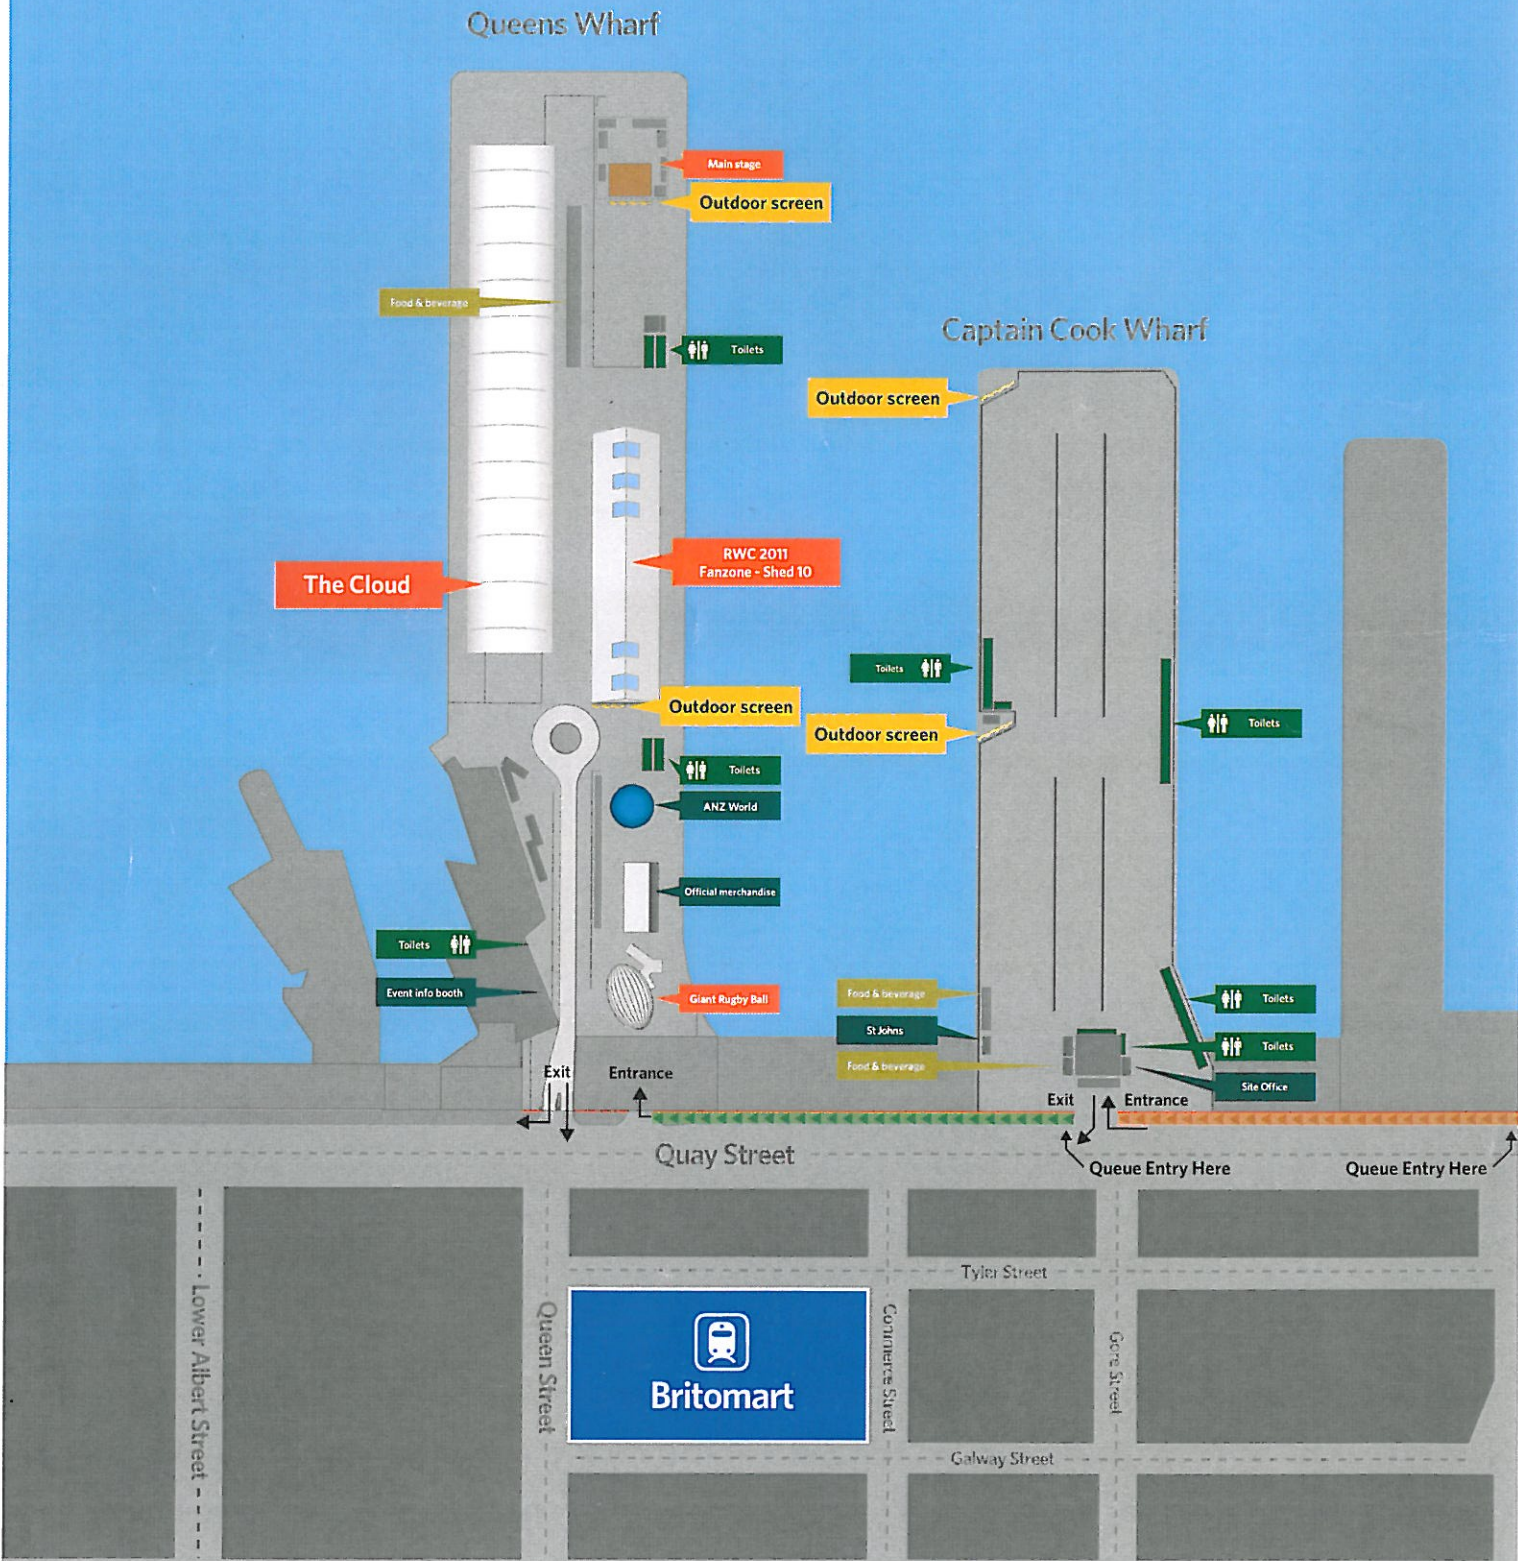 Queens Wharf
Main stage
Outdoor screen
Food & beverage
Captain Cook Wharf
Toilets
Outdoor screen
RWC 2011
Fanzone - Shed 10
The Cloud
Toilets
Outdoor screen
Toilets
Outdoor screen
Toilets
ANZ World
Official merchandise
Toilets
Event info booth
Giant Rugby Ball
Food & beverage
Toilets
St Johns
Toilets
Food & beverage
Site Office
Exit
Entrance
Exit
Entrance
Quay Street
Queue Entry Here
Queue Entry Here
Tyler Street
Lower Albert Street
Queen Street
Britomart
Commerce Street
Gore Street
Galway Street